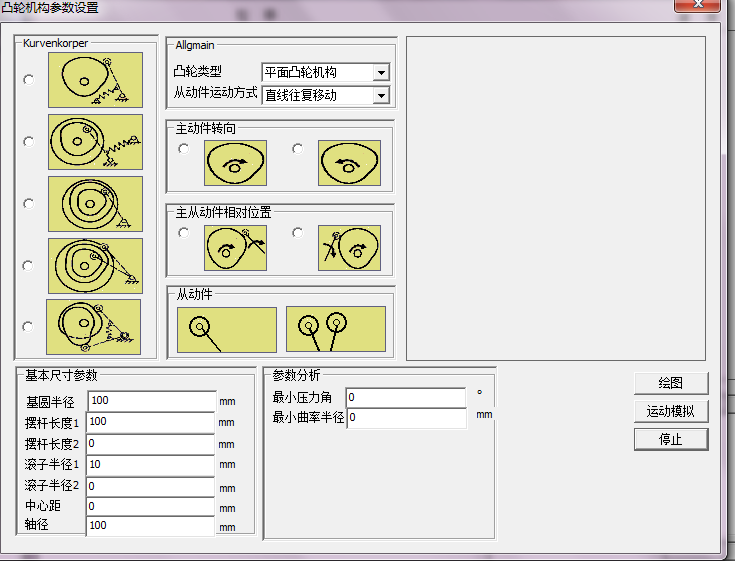 凸轮机构参数设置
Kurvenkorper
Allgmain
凸轮类型 平面凸轮机构
从动件运动方式 直线往复移动
主动件转向
主从动件相对位置
从动件
基本尺寸参数
基圆半径 100 mm
摆杆长度1 100 mm
摆杆长度2 0 mm
滚子半径1 10 mm
滚子半径2 0 mm
中心距 0 mm
轴径 100 mm
参数分析
最小压力角 0 °
最小曲率半径 0 mm
绘图
运动模拟
停止